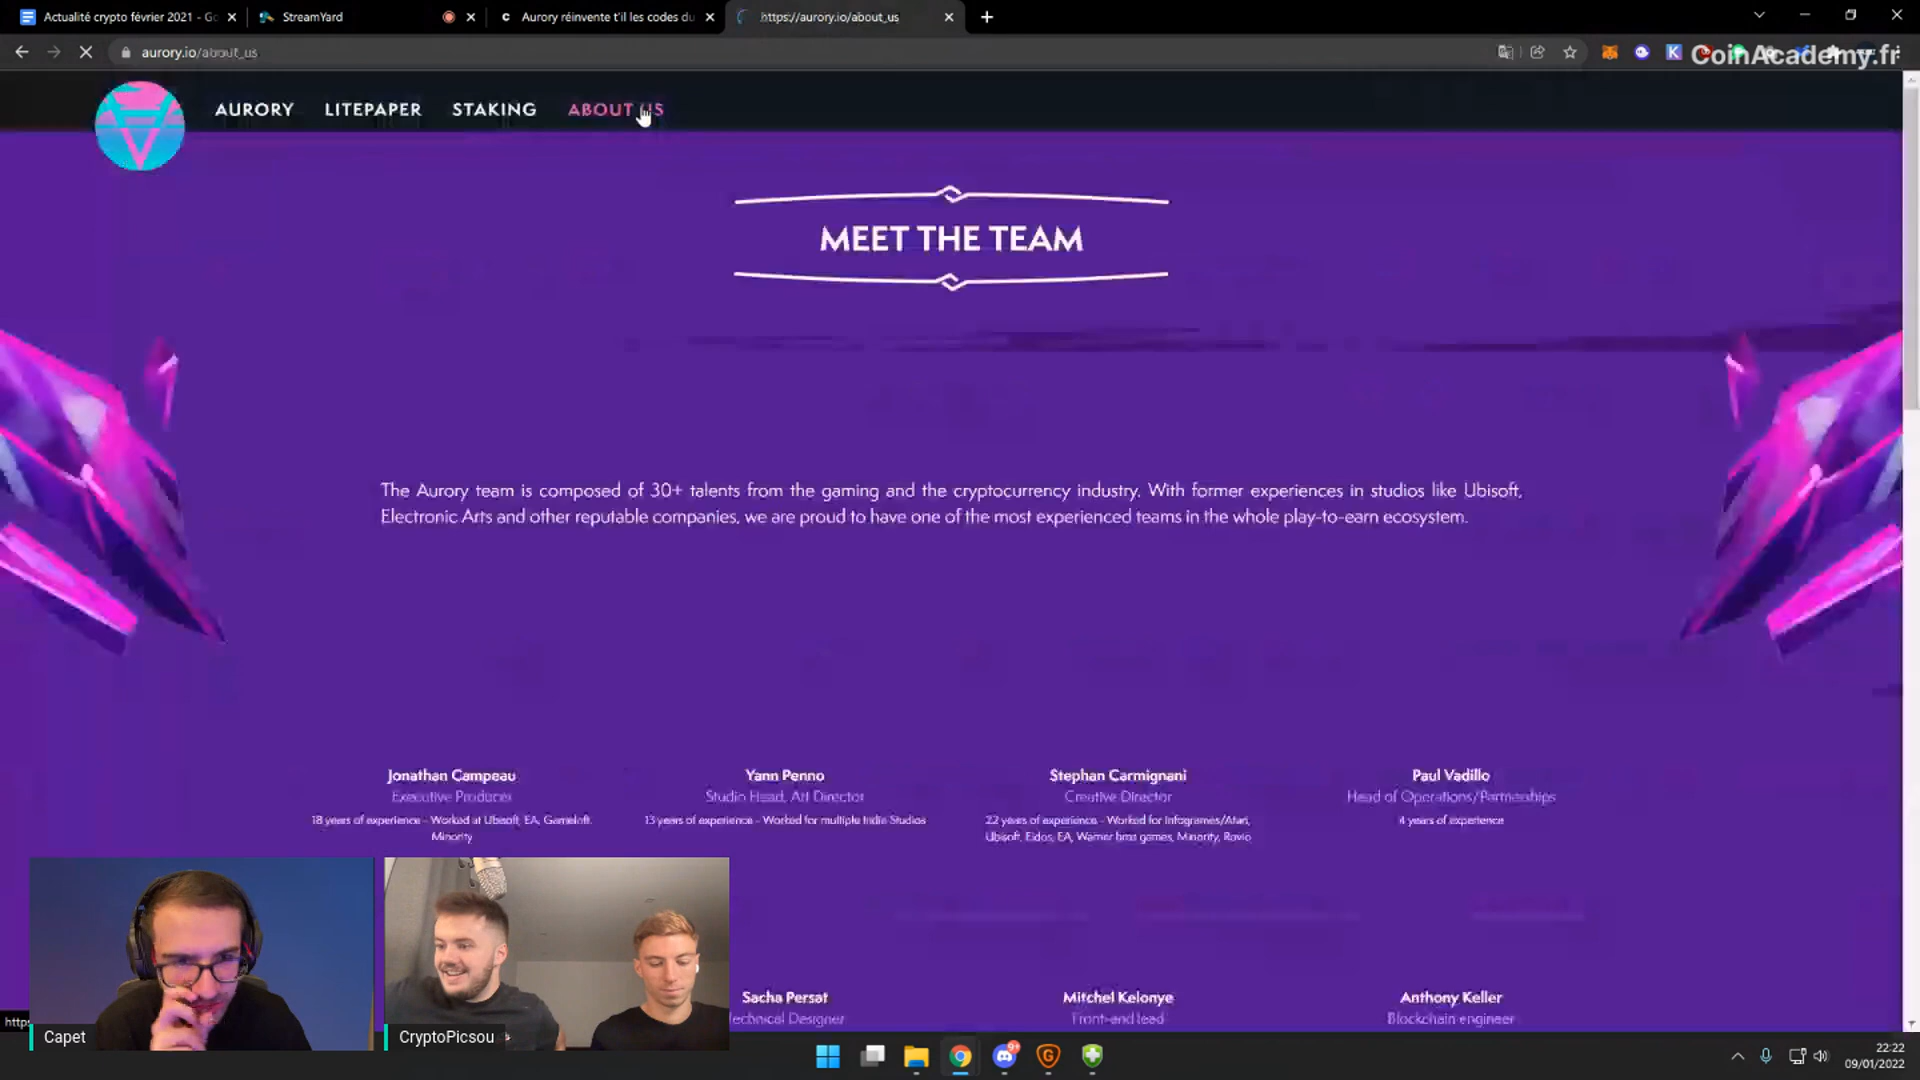 Actualité crypto février 2021 - Go
StreamYard
Aurory réinvente t'il les codes du
https://aurory.io/about_us
aurory.io/about_us
CoinAcademy.fr
AURORY
LITEPAPER
STAKING
ABOUT US
MEET THE TEAM
The Aurory team is composed of 30+ talents from the gaming and the cryptocurrency industry. With former experiences in studios like Ubisoft,
Electronic Arts and other reputable companies, we are proud to have one of the most experienced teams in the whole play-to-earn ecosystem.
Jonathan Campeau
Executive Producer
18 years of experience - Worked at Ubisoft, EA, Gameloft,
Minority
Yann Penno
Studio Head, Art Director
13 years of experience - Worked for multiple Indie Studios
Stephan Carmignani
Creative Director
22 years of experience - Worked for Infogrames/Atari,
Ubisoft, Eidos, EA, Warner bros games, Minority, Rovio
Paul Vadillo
Head of Operations/Partnerships
4 years of experience
Sacha Persat
Technical Designer
Mitchel Kelonye
Front-end lead
Anthony Keller
Blockchain engineer
https
Capet
CryptoPicsou
22:22
09/01/2022